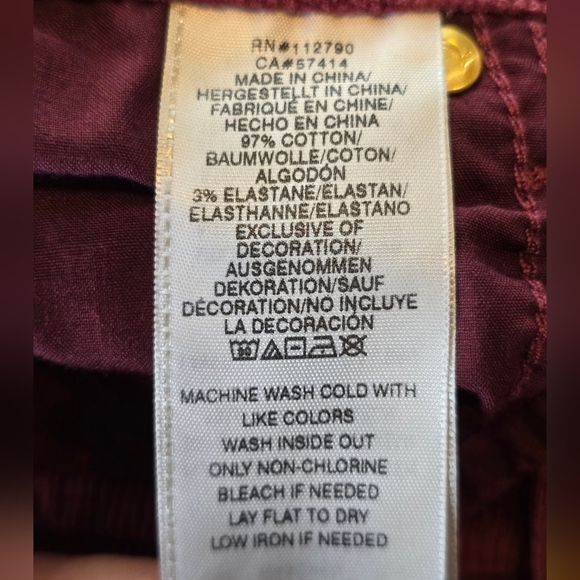 RN#112790
CA#57414
MADE IN CHINA/
HERGESTELLT IN CHINA/
FABRIQUÉ EN CHINE/
HECHO EN CHINA
97% COTTON/
BAUMWOLLE/COTON/
ALGODÓN
3% ELASTANE/ELASTAN/
ELASTHANNE/ELASTANO
EXCLUSIVE OF
DECORATION/
AUSGENOMMEN
DEKORATION/SAUF
DÉCORATION/NO INCLUYE
LA DECORACIÓN
30
MACHINE WASH COLD WITH
LIKE COLORS
WASH INSIDE OUT
ONLY NON-CHLORINE
BLEACH IF NEEDED
LAY FLAT TO DRY
LOW IRON IF NEEDED